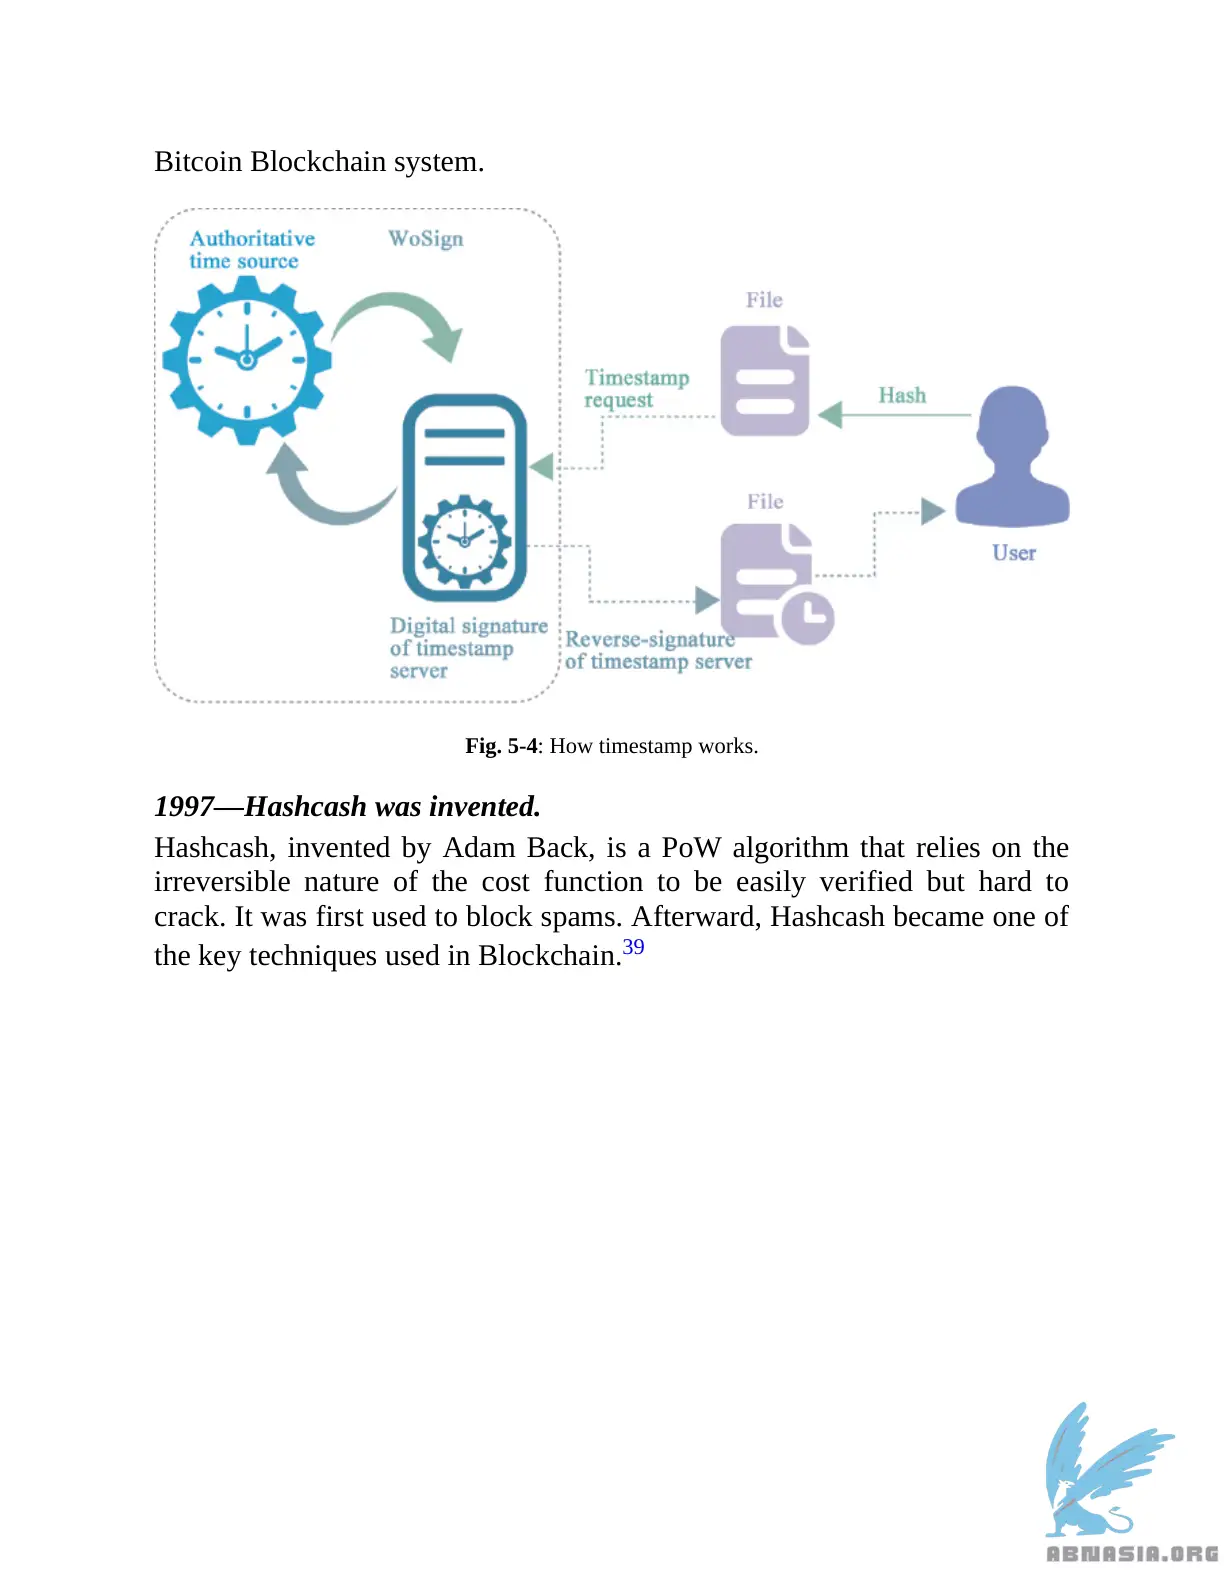 Bitcoin Blockchain system.
Authoritative
time source
WoSign
File
Timestamp
request
Hash
File
User
Digital signature
of timestamp
server
Reverse-signature
of timestamp server
Fig. 5-4: How timestamp works.
1997—Hashcash was invented.
Hashcash, invented by Adam Back, is a PoW algorithm that relies on the
irreversible nature of the cost function to be easily verified but hard to
crack. It was first used to block spams. Afterward, Hashcash became one of
the key techniques used in Blockchain.39
ABNASIA.ORG